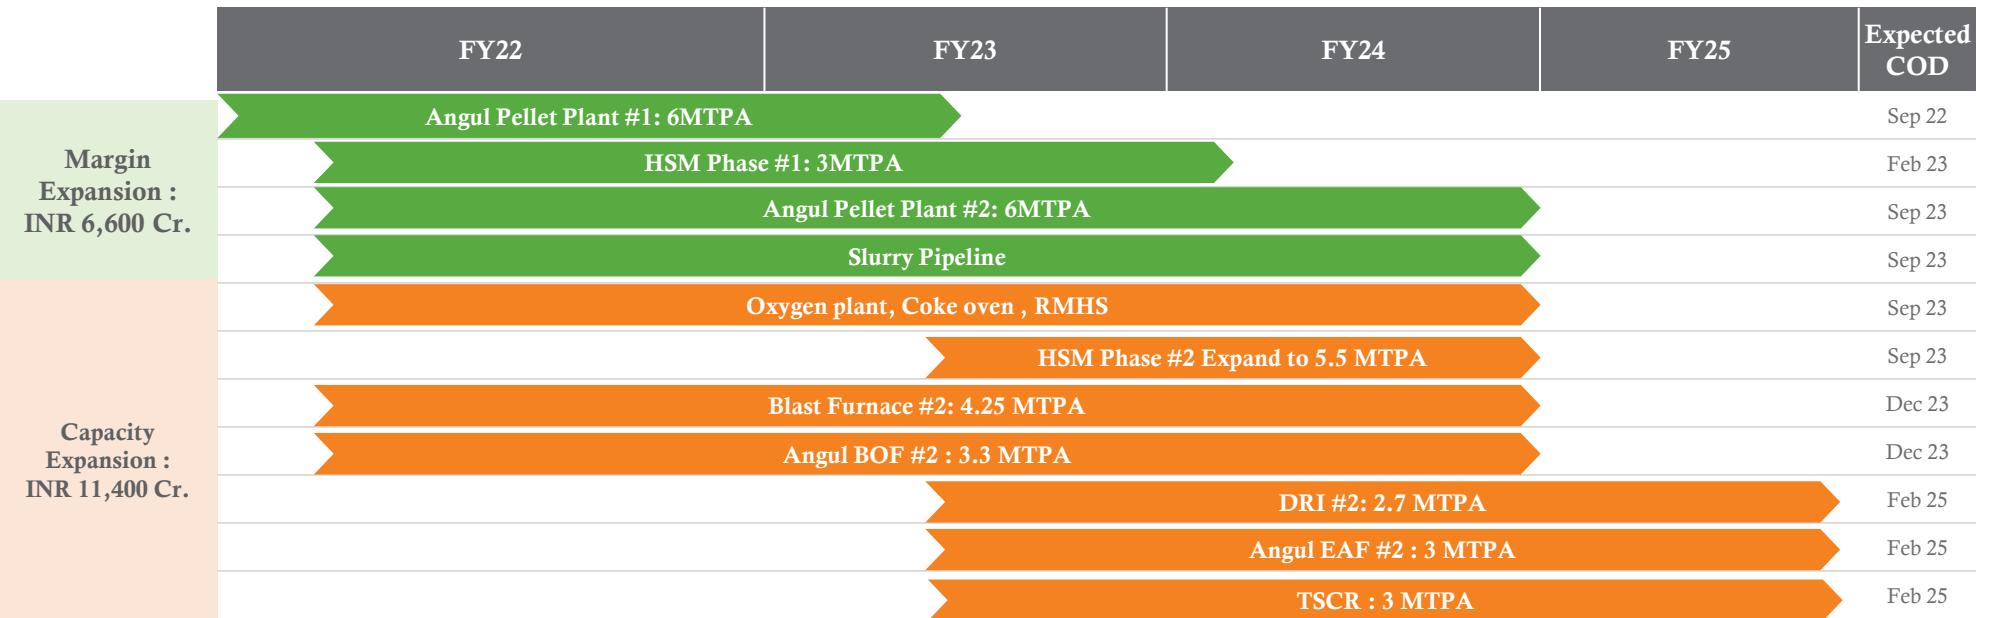 FY22
FY23
FY24
FY25
Expected
COD
Margin
Expansion :
INR 6,600 Cr.
Angul Pellet Plant #1: 6MTPA
Sep 22
HSM Phase #1: 3MTPA
Feb 23
Angul Pellet Plant #2: 6MTPA
Sep 23
Slurry Pipeline
Sep 23
Capacity
Expansion :
INR 11,400 Cr.
Oxygen plant, Coke oven , RMHS
Sep 23
HSM Phase #2 Expand to 5.5 MTPA
Sep 23
Blast Furnace #2: 4.25 MTPA
Dec 23
Angul BOF #2 : 3.3 MTPA
Dec 23
DRI #2: 2.7 MTPA
Feb 25
Angul EAF #2 : 3 MTPA
Feb 25
TSCR : 3 MTPA
Feb 25